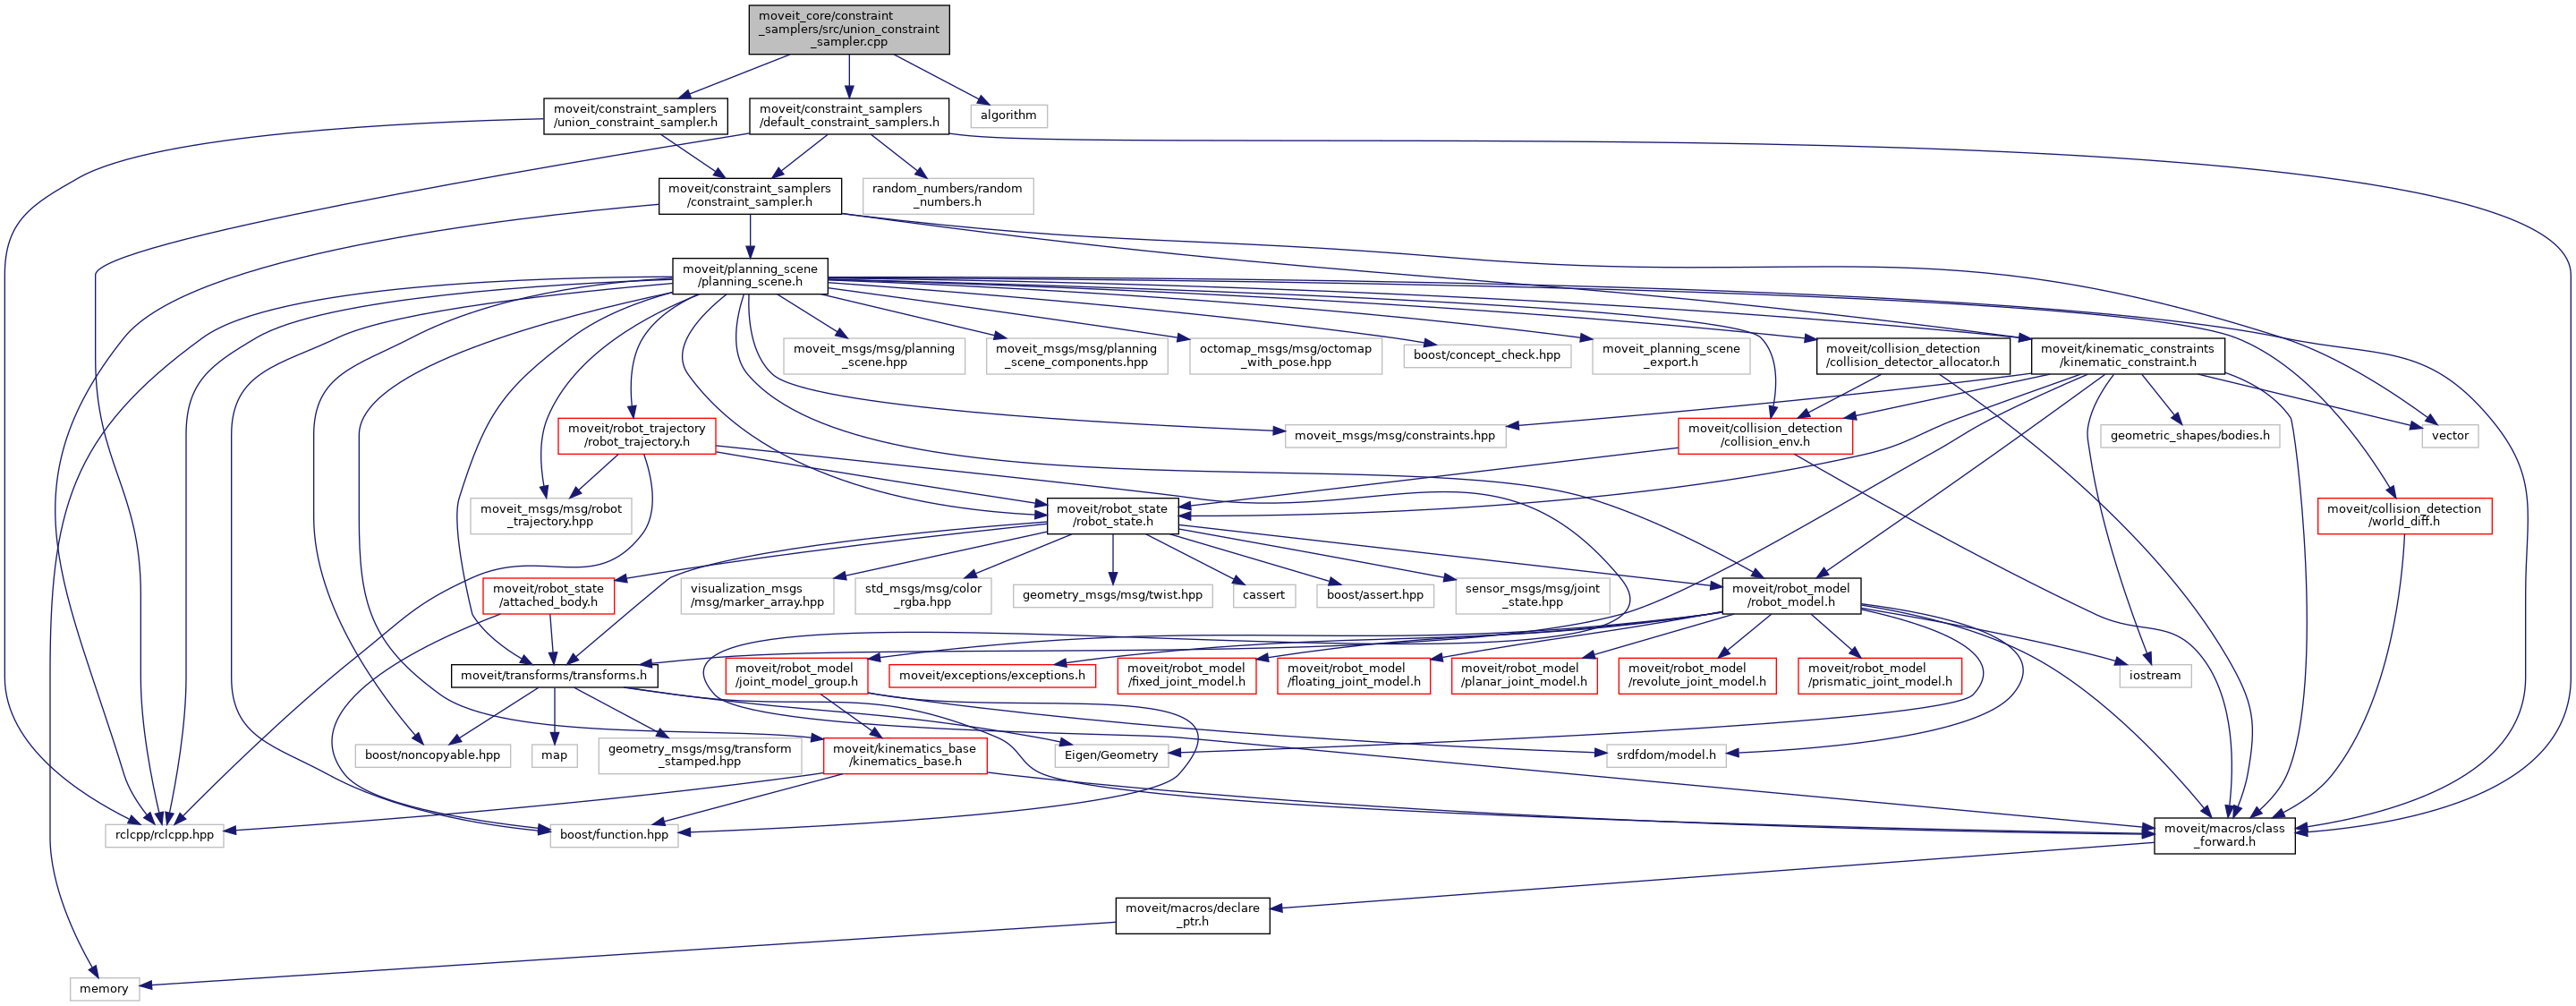 moveit_core/constraint
_samplers/src/union_constraint
_sampler.cpp
moveit/constraint_samplers
/union_constraint_sampler.h
moveit/constraint_samplers
/default_constraint_samplers.h
algorithm
moveit/constraint_samplers
/constraint_sampler.h
random_numbers/random
_numbers.h
moveit/planning_scene
/planning_scene.h
moveit_msgs/msg/planning
_scene.hpp
moveit_msgs/msg/planning
_scene_components.hpp
octomap_msgs/msg/octomap
_with_pose.hpp
boost/concept_check.hpp
moveit_planning_scene
_export.h
moveit/collision_detection
/collision_detector_allocator.h
moveit/kinematic_constraints
/kinematic_constraint.h
moveit/robot_trajectory
/robot_trajectory.h
moveit_msgs/msg/constraints.hpp
moveit/collision_detection
/collision_env.h
geometric_shapes/bodies.h
vector
moveit_msgs/msg/robot
_trajectory.hpp
moveit/robot_state
/robot_state.h
moveit/collision_detection
/world_diff.h
moveit/robot_state
/attached_body.h
visualization_msgs
/msg/marker_array.hpp
std_msgs/msg/color
_rgba.hpp
geometry_msgs/msg/twist.hpp
cassert
boost/assert.hpp
sensor_msgs/msg/joint
_state.hpp
moveit/robot_model
/robot_model.h
moveit/transforms/transforms.h
moveit/robot_model
/joint_model_group.h
moveit/exceptions/exceptions.h
moveit/robot_model
/fixed_joint_model.h
moveit/robot_model
/floating_joint_model.h
moveit/robot_model
/planar_joint_model.h
moveit/robot_model
/revolute_joint_model.h
moveit/robot_model
/prismatic_joint_model.h
iostream
boost/noncopyable.hpp
map
geometry_msgs/msg/transform
_stamped.hpp
moveit/kinematics_base
/kinematics_base.h
Eigen/Geometry
srdfdom/model.h
rclcpp/rclcpp.hpp
boost/function.hpp
moveit/macros/class
_forward.h
moveit/macros/declare
_ptr.h
memory